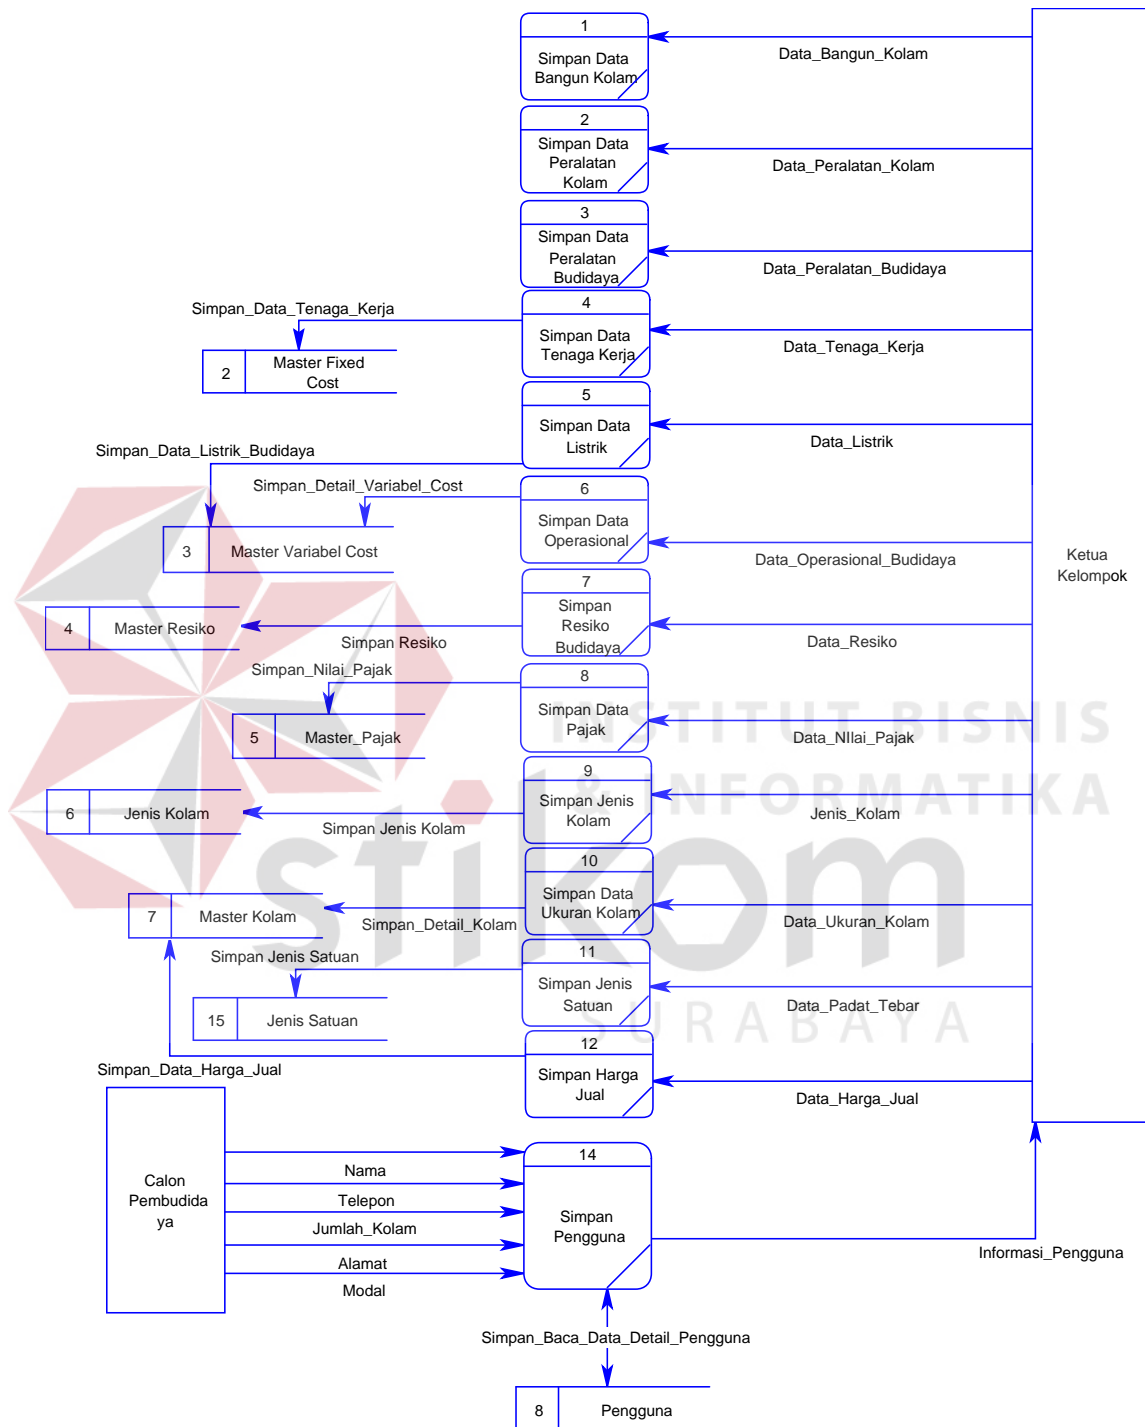 1
Simpan Data
Bangun Kolam
Data_Bangun_Kolam
2
Simpan Data
Peralatan
Kolam
Data_Peralatan_Kolam
3
Simpan Data
Peralatan
Budidaya
Data_Peralatan_Budidaya
Simpan_Data_Tenaga_Kerja
4
Simpan Data
Tenaga Kerja
Data_Tenaga_Kerja
2
Master Fixed
Cost
5
Simpan Data
Listrik
Data_Listrik
Simpan_Data_Listrik_Budidaya
Simpan_Detail_Variabel_Cost
6
Simpan Data
Operasional
Data_Operasional_Budidaya
3
Master Variabel Cost
Ketua
Kelompok
7
Simpan
Resiko
Budidaya
Data_Resiko
4
Master Resiko
Simpan Resiko
Simpan_Nilai_Pajak
8
Simpan Data
Pajak
Data_NIlai_Pajak
5
Master_Pajak
INSTITUT BISNIS
& INFORMATIKA
9
Simpan Jenis
Kolam
Jenis_Kolam
6
Jenis Kolam
Simpan Jenis Kolam
stikom
10
Simpan Data
Ukuran Kolam
Data_Ukuran_Kolam
7
Master Kolam
Simpan_Detail_Kolam
Simpan Jenis Satuan
11
Simpan Jenis
Satuan
Data_Padat_Tebar
15
Jenis Satuan
SURABAYA
12
Simpan Harga
Jual
Data_Harga_Jual
Simpan_Data_Harga_Jual
Calon
Pembudida
ya
Nama
Telepon
Jumlah_Kolam
Alamat
Modal
14
Simpan
Pengguna
Informasi_Pengguna
Simpan_Baca_Data_Detail_Pengguna
8
Pengguna